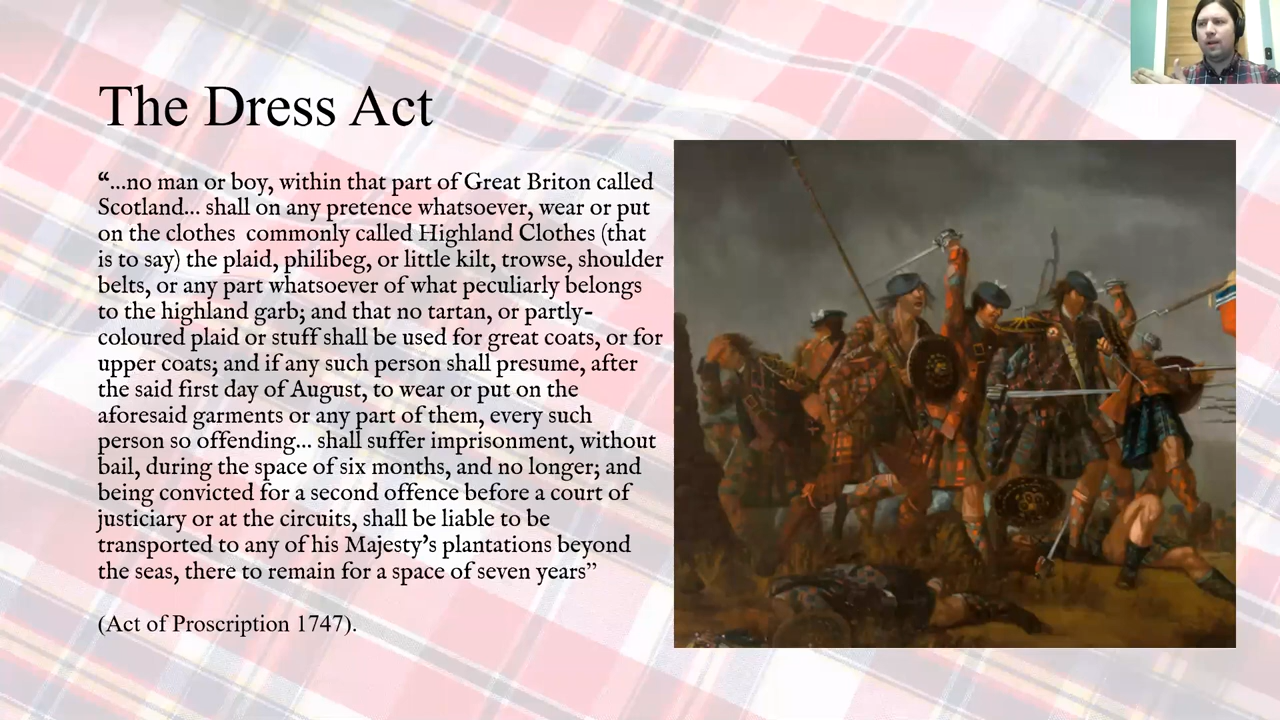 The Dress Act
“...no man or boy, within that part of Great Briton called
Scotland... shall on any pretence whatsoever, wear or put
on the clothes commonly called Highland Clothes (that
is to say) the plaid, philibeg, or little kilt, trowse, shoulder
belts, or any part whatsoever of what peculiarly belongs
to the highland garb; and that no tartan, or partly-
coloured plaid or stuff shall be used for great coats, or for
upper coats; and if any such person shall presume, after
the said first day of August, to wear or put on the
aforesaid garments or any part of them, every such
person so offending... shall suffer imprisonment, without
bail, during the space of six months, and no longer; and
being convicted for a second offence before a court of
justiciary or at the circuits, shall be liable to be
transported to any of his Majesty’s plantations beyond
the seas, there to remain for a space of seven years”
(Act of Proscription 1747).